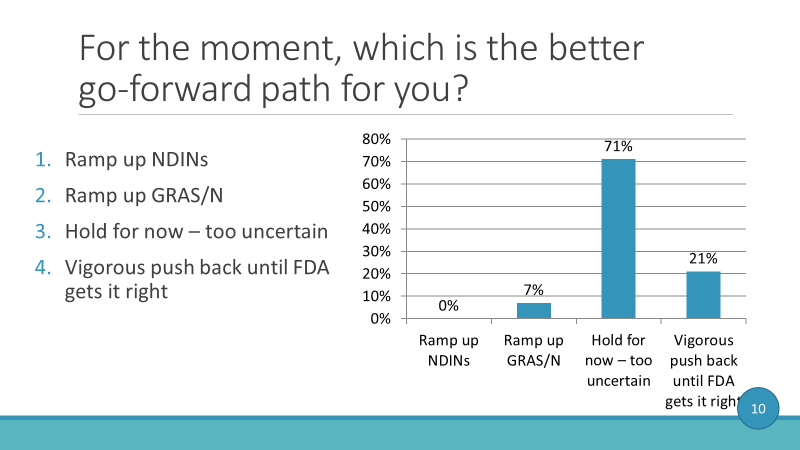 For the moment, which is the better
go-forward path for you?
1. Ramp up NDINs
2. Ramp up GRAS/N
3. Hold for now – too uncertain
4. Vigorous push back until FDA
gets it right
80%
70%
60%
50%
40%
30%
20%
10%
0%
0%
7%
71%
21%
Ramp up
NDINs
Ramp up
GRAS/N
Hold for
now – too
uncertain
Vigorous
push back
until FDA
gets it right
10